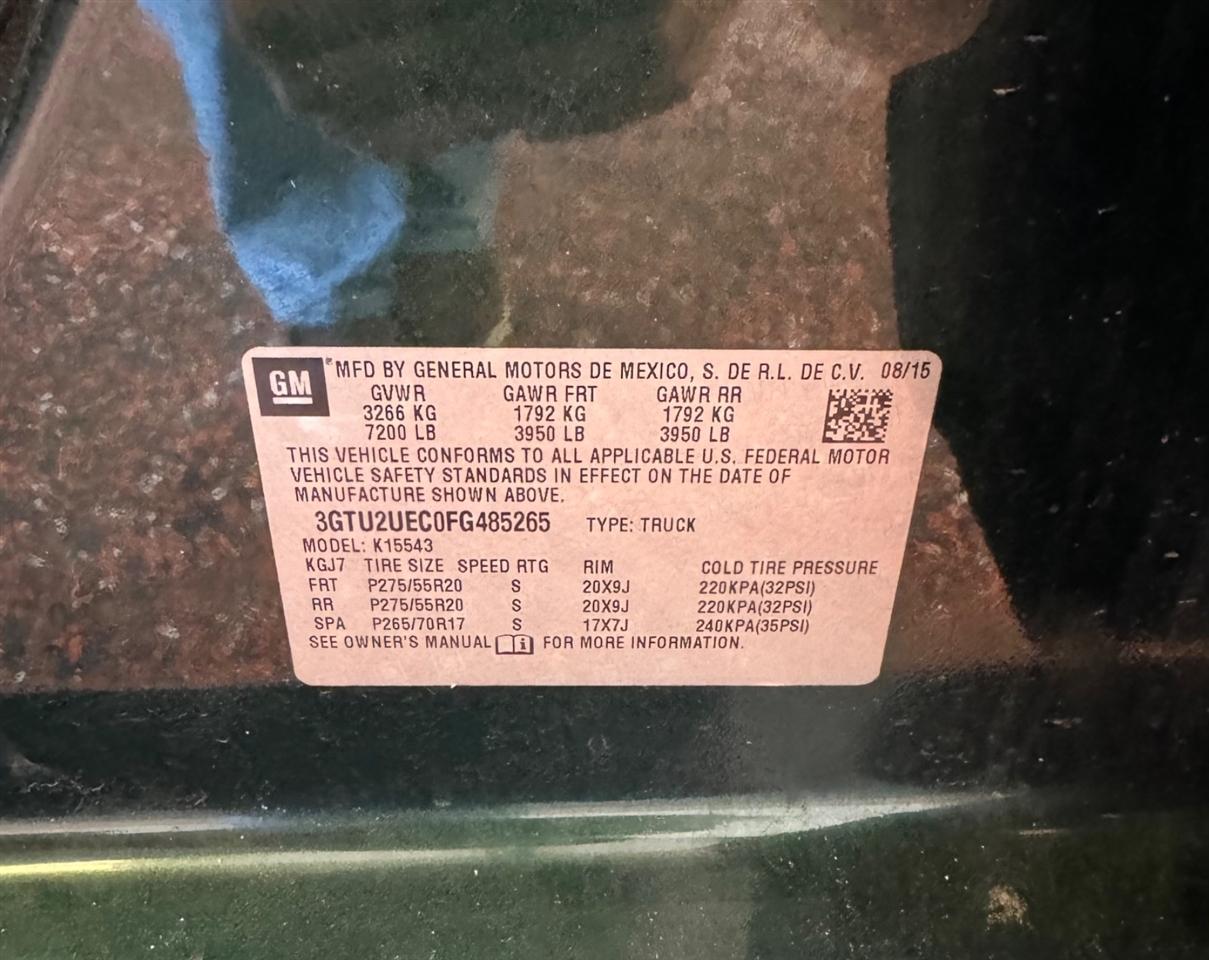 GM ® MFD BY GENERAL MOTORS DE MEXICO, S. DE R.L. DE C.V. 08/15
GVWR GAWR FRT GAWR RR
3266 KG 1792 KG 1792 KG
7200 LB 3950 LB 3950 LB
THIS VEHICLE CONFORMS TO ALL APPLICABLE U.S. FEDERAL MOTOR
VEHICLE SAFETY STANDARDS IN EFFECT ON THE DATE OF
MANUFACTURE SHOWN ABOVE.
3GTU2UEC0FG485265 TYPE: TRUCK
MODEL: K15543
KGJ7 TIRE SIZE SPEED RTG RIM COLD TIRE PRESSURE
FRT P275/55R20 S 20X9J 220KPA(32PSI)
RR P275/55R20 S 20X9J 220KPA(32PSI)
SPA P265/70R17 S 17X7J 240KPA(35PSI)
SEE OWNER'S MANUAL i FOR MORE INFORMATION.